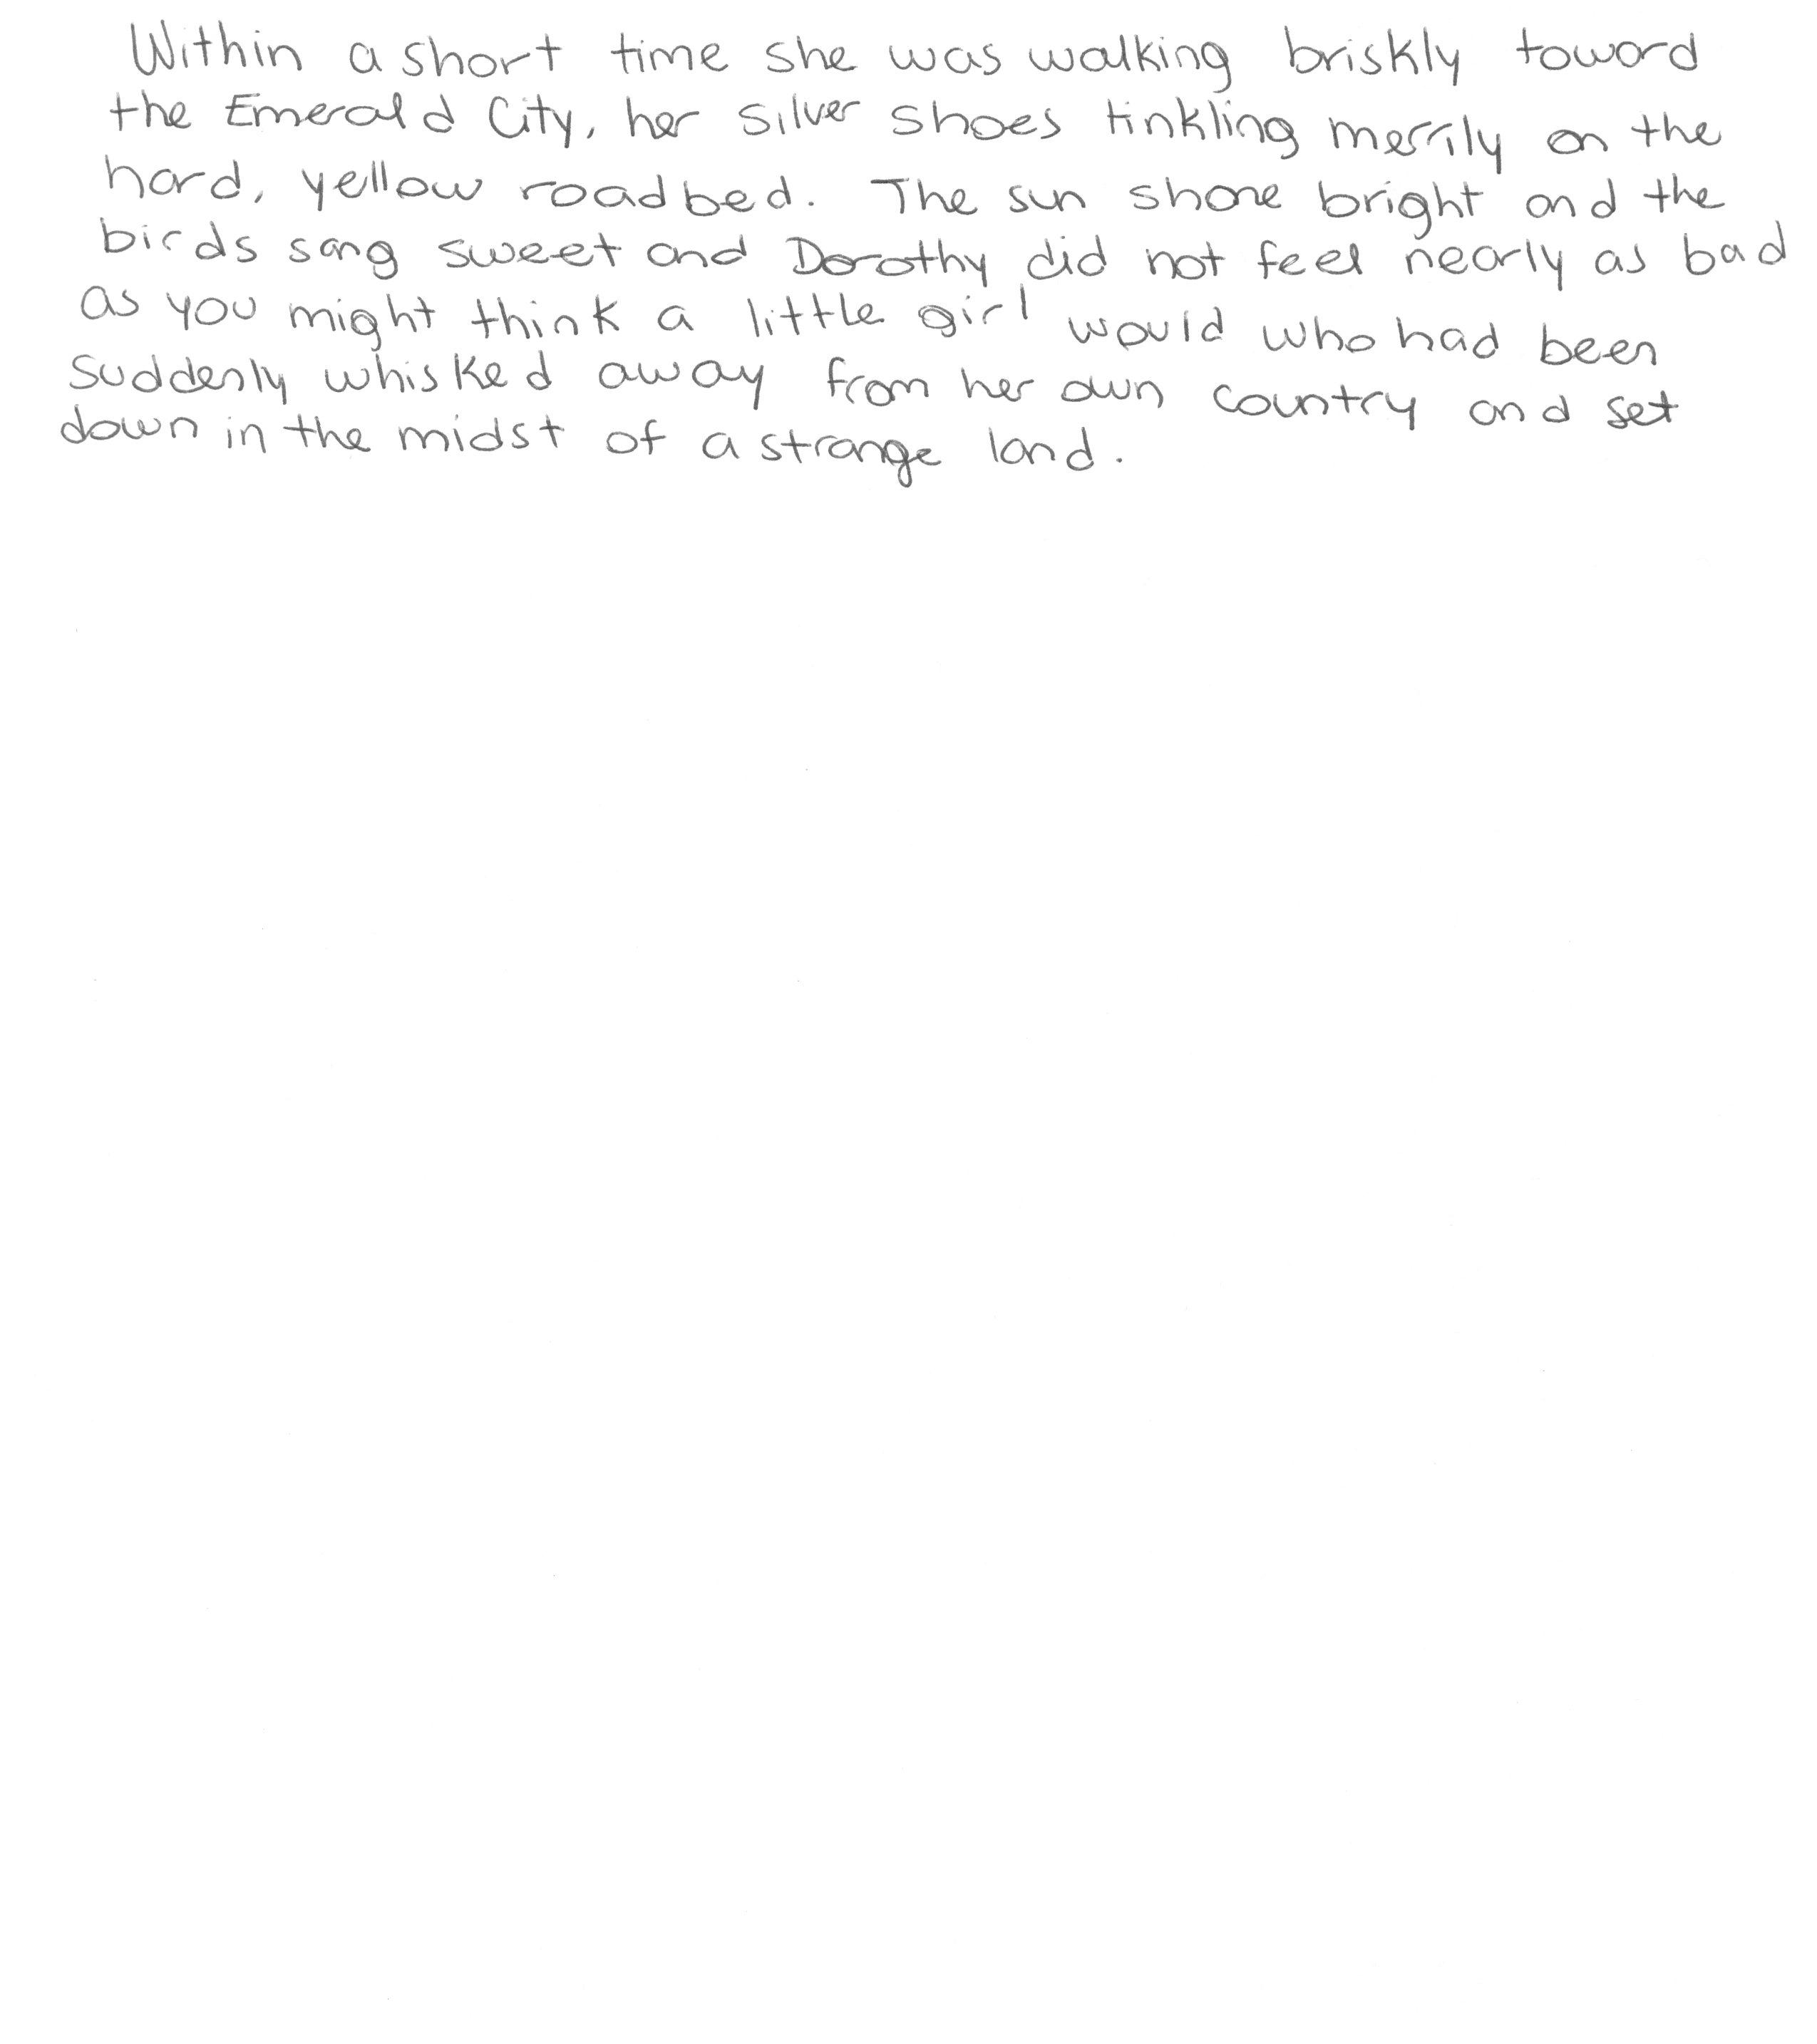 Within a short time she was walking briskly toward
the Emerald City, her silver shoes tinkling merrily on the
hard, yellow roadbed. The sun shone bright and the
birds sang sweet and Dorothy did not feel nearly as bad
as you might think a little girl would who had been
suddenly whisked away from her own country and set
down in the midst of a strange land.